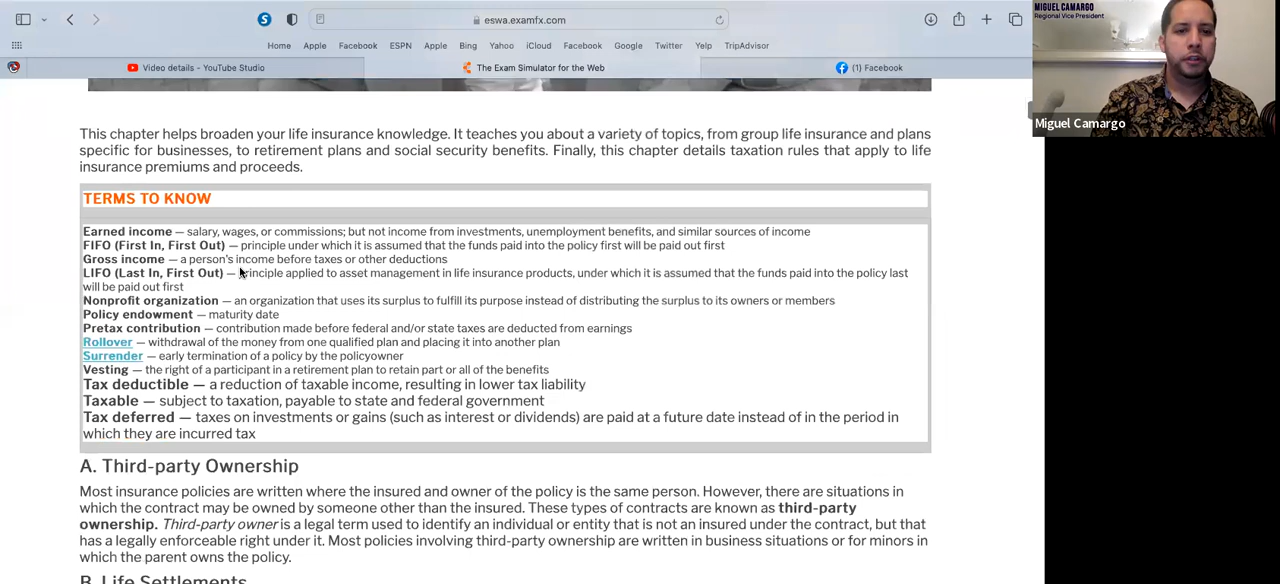 eswa.examfx.com
Home Apple Facebook ESPN Apple Bing Yahoo iCloud Facebook Google Twitter Yelp TripAdvisor
Video details - YouTube Studio The Exam Simulator for the Web (1) Facebook
MIGUEL CAMARGO
Regional Vice President
Miguel Camargo
This chapter helps broaden your life insurance knowledge. It teaches you about a variety of topics, from group life insurance and plans
specific for businesses, to retirement plans and social security benefits. Finally, this chapter details taxation rules that apply to life
insurance premiums and proceeds.
TERMS TO KNOW
Earned income — salary, wages, or commissions; but not income from investments, unemployment benefits, and similar sources of income
FIFO (First In, First Out) — principle under which it is assumed that the funds paid into the policy first will be paid out first
Gross income — a person's income before taxes or other deductions
LIFO (Last In, First Out) — principle applied to asset management in life insurance products, under which it is assumed that the funds paid into the policy last
will be paid out first
Nonprofit organization — an organization that uses its surplus to fulfill its purpose instead of distributing the surplus to its owners or members
Policy endowment — maturity date
Pretax contribution — contribution made before federal and/or state taxes are deducted from earnings
Rollover — withdrawal of the money from one qualified plan and placing it into another plan
Surrender — early termination of a policy by the policyowner
Vesting — the right of a participant in a retirement plan to retain part or all of the benefits
Tax deductible — a reduction of taxable income, resulting in lower tax liability
Taxable — subject to taxation, payable to state and federal government
Tax deferred — taxes on investments or gains (such as interest or dividends) are paid at a future date instead of in the period in
which they are incurred tax
A. Third-party Ownership
Most insurance policies are written where the insured and owner of the policy is the same person. However, there are situations in
which the contract may be owned by someone other than the insured. These types of contracts are known as third-party
ownership. Third-party owner is a legal term used to identify an individual or entity that is not an insured under the contract, but that
has a legally enforceable right under it. Most policies involving third-party ownership are written in business situations or for minors in
which the parent owns the policy.
B. Life Settlements